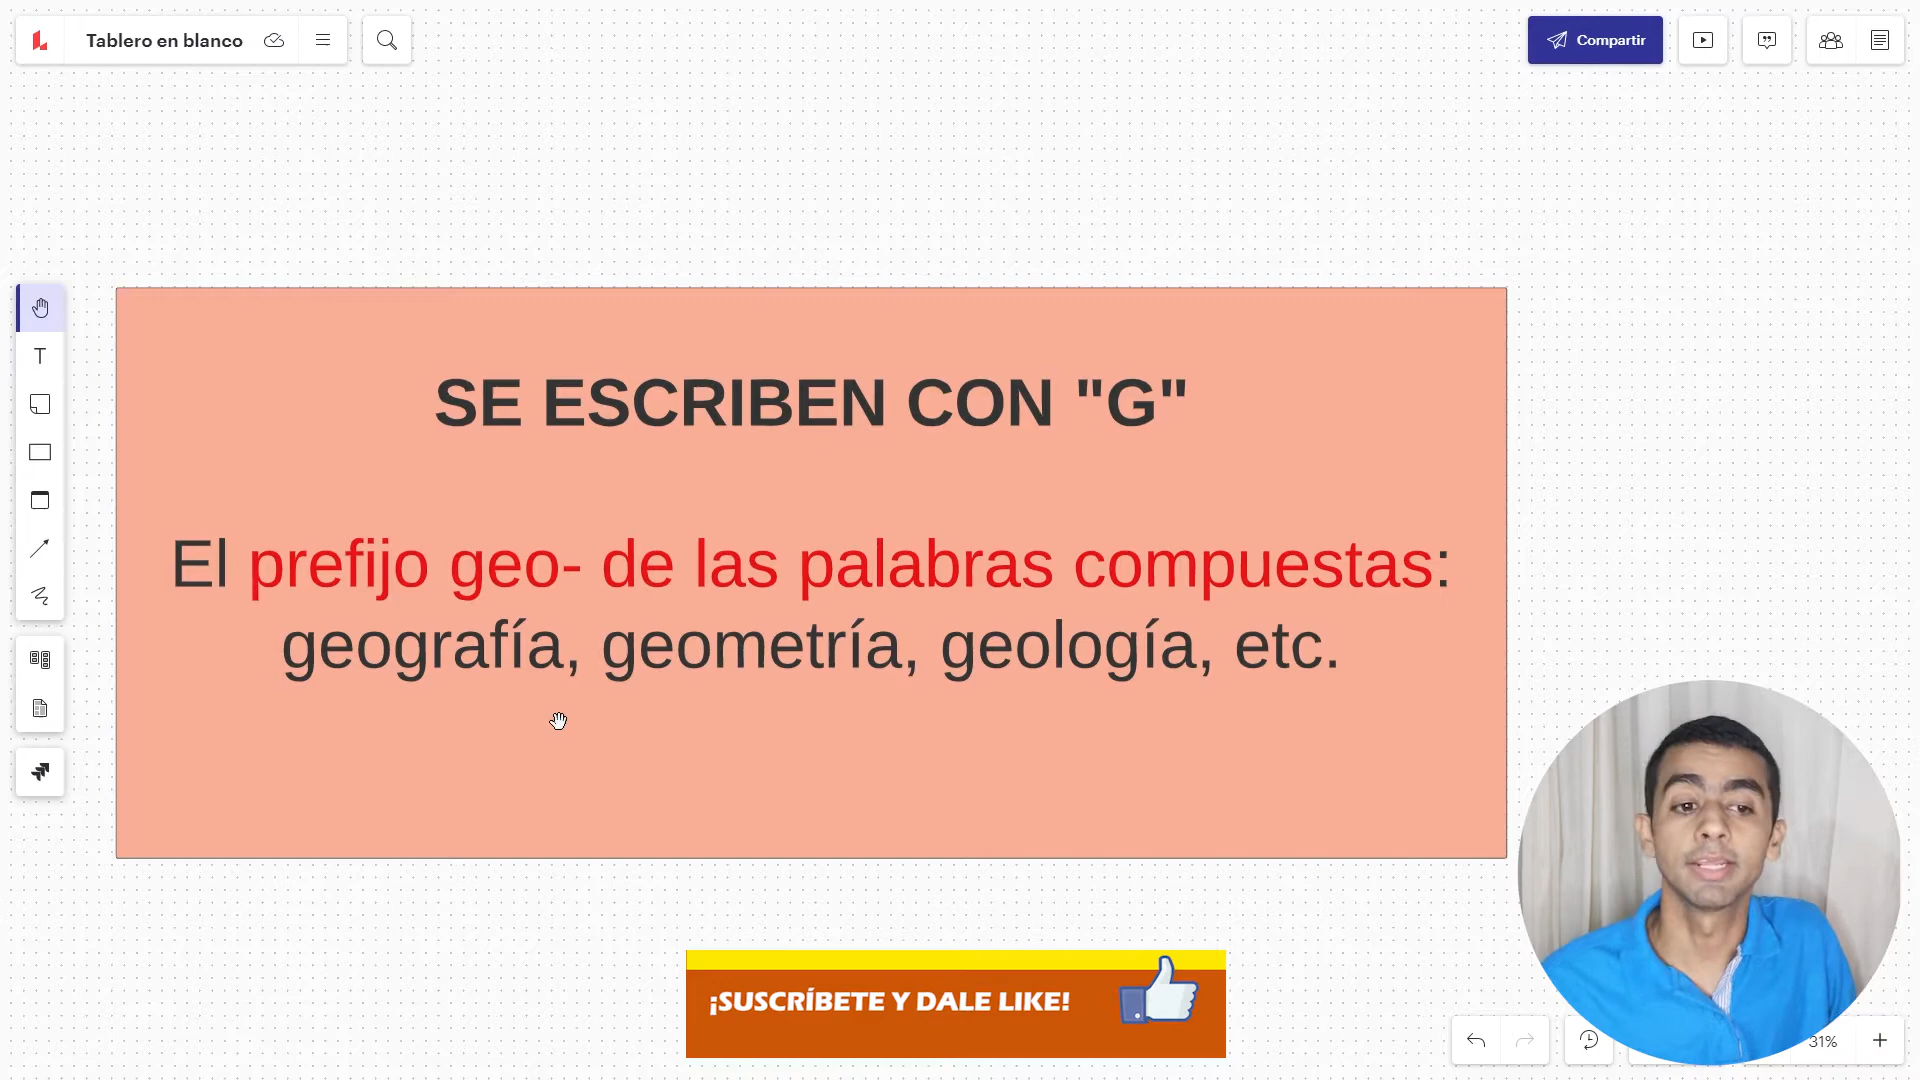 Tablero en blanco
Compartir
SE ESCRIBEN CON "G"
El prefijo geo- de las palabras compuestas:
geografía, geometría, geología, etc.
¡SUSCRÍBETE Y DALE LIKE!
31%